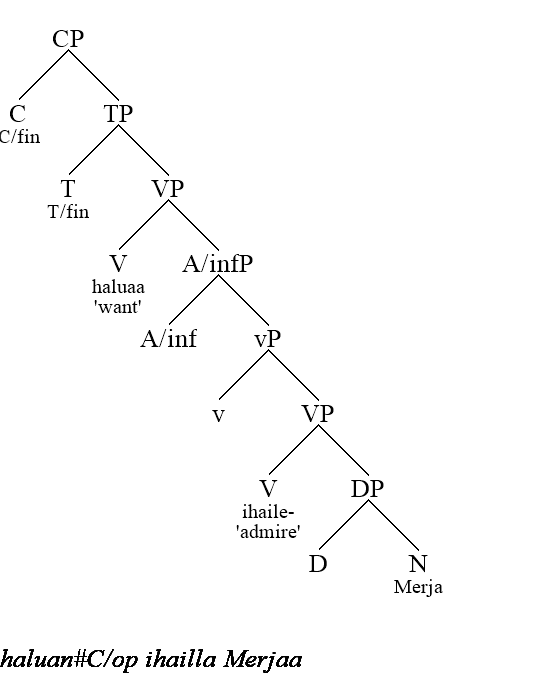 CP
C TP
C/fin
T VP
T/fin
V A/infP
haluaa
'want'
A/inf vP
v VP
V DP
ihaile-
'admire'
D N
Merja
haluan#C/op ihailla Merjaa